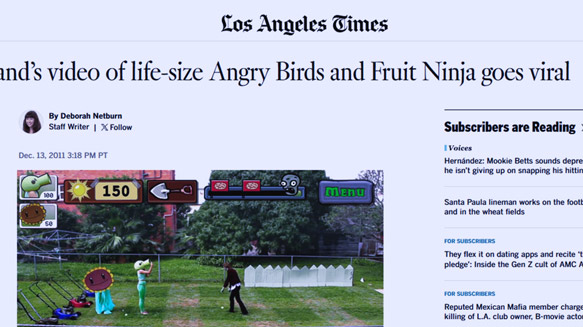 Los Angeles Times
and's video of life-size Angry Birds and Fruit Ninja goes viral
By Deborah Netburn
Staff Writer | X Follow
Dec. 13, 2011 3:18 PM PT
100
150
MENU
50
Subscribers are Reading
Voices
Hernández: Mookie Betts sounds depre
he isn't giving up on snapping his hittin
Santa Paula lineman works on the footb
and in the wheat fields
FOR SUBSCRIBERS
They flex it on dating apps and recite 't
pledge': Inside the Gen Z cult of AMC A
FOR SUBSCRIBERS
Reputed Mexican Mafia member charge
killing of L.A. club owner, B-movie actor